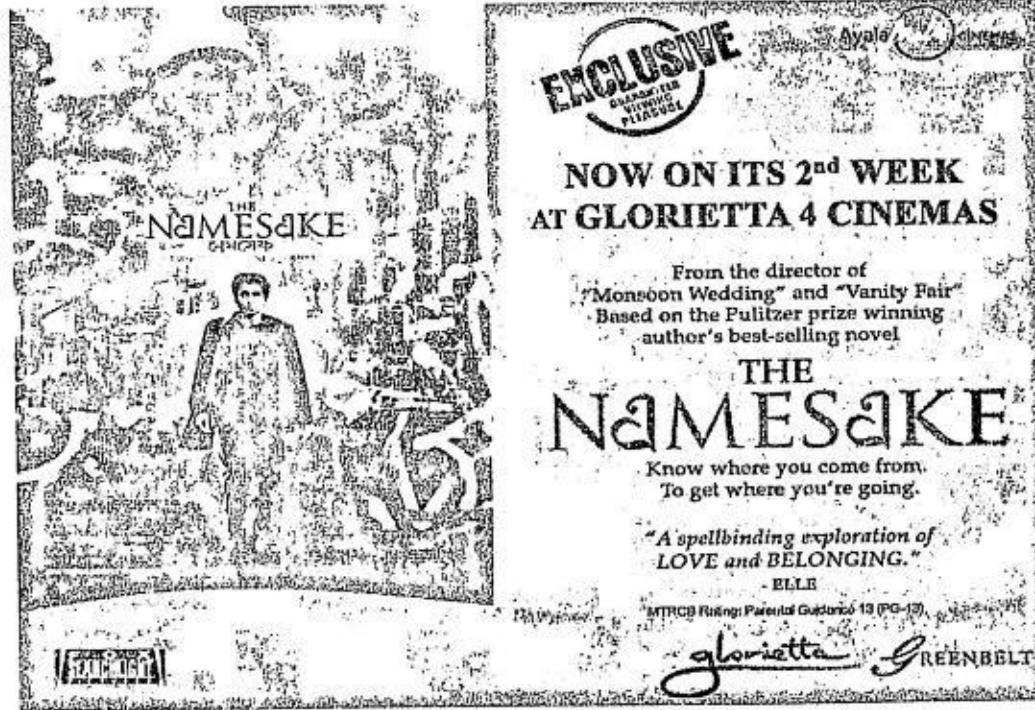 THE
NaMESaKE
EXCLUSIVE
GUARANTEED
VIEWING
PLEASURE
Ayala
CINEMAS
NOW ON ITS 2nd WEEK
AT GLORIETTA 4 CINEMAS
From the director of
"Monsoon Wedding" and "Vanity Fair"
Based on the Pulitzer prize winning
author's best-selling novel
THE
NaMESaKE
Know where you come from.
To get where you're going.
"A spellbinding exploration of
LOVE and BELONGING."
- ELLE
MTRCB Rating: Parental Guidance 13 (PG-13)
glorietta
GREENBELT